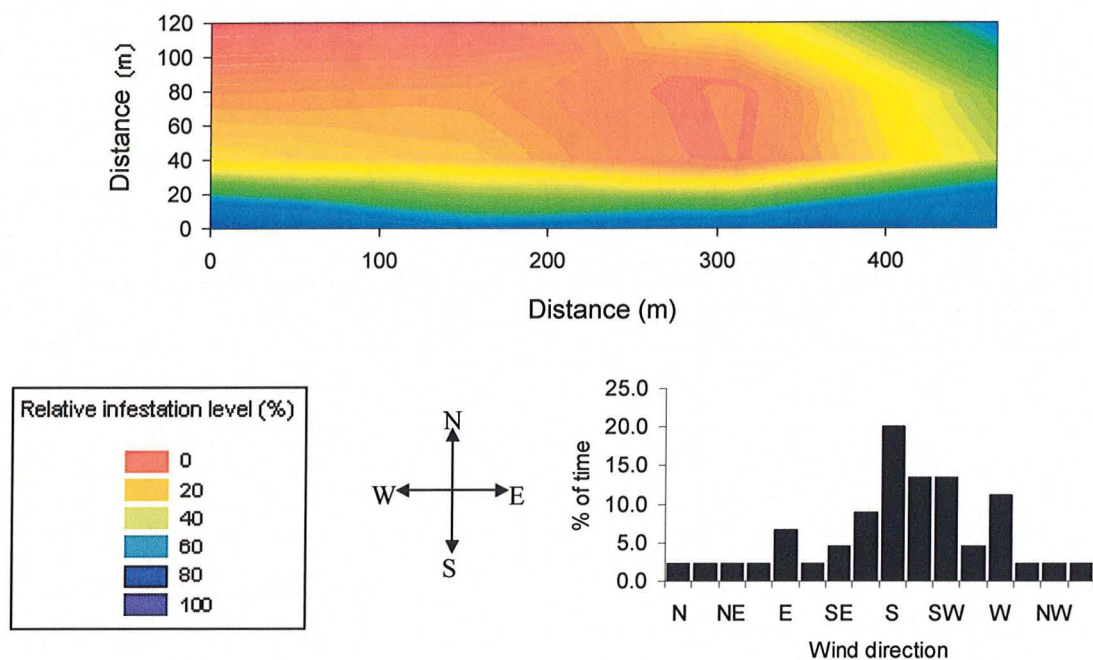 120
100
80
60
40
20
0
Distance (m)
0 100 200 300 400
Distance (m)
Relative infestation level (%)
0
20
40
60
80
100
N
W E
S
25.0
20.0
15.0
10.0
5.0
0.0
% of time
N NE E SE S SW W NW
Wind direction